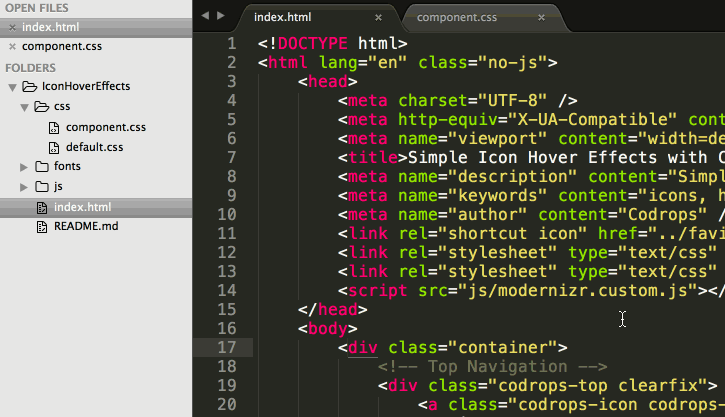 OPEN FILES
× index.html
× component.css
FOLDERS
IconHoverEffects
css
component.css
default.css
fonts
js
index.html
README.md
index.html × component.css ×
1 <!DOCTYPE html>
2 <html lang="en" class="no-js">
3 <head>
4 <meta charset="UTF-8" />
5 <meta http-equiv="X-UA-Compatible" cont
6 <meta name="viewport" content="width=de
7 <title>Simple Icon Hover Effects with C
8 <meta name="description" content="Simpl
9 <meta name="keywords" content="icons, h
10 <meta name="author" content="Codrops" /
11 <link rel="shortcut icon" href="../favi
12 <link rel="stylesheet" type="text/css"
13 <link rel="stylesheet" type="text/css"
14 <script src="js/modernizr.custom.js"></
15 </head>
16 <body>
17 <div class="container">
18 <!-- Top Navigation -->
19 <div class="codrops-top clearfix">
20 <a class="codrops-icon codrops-